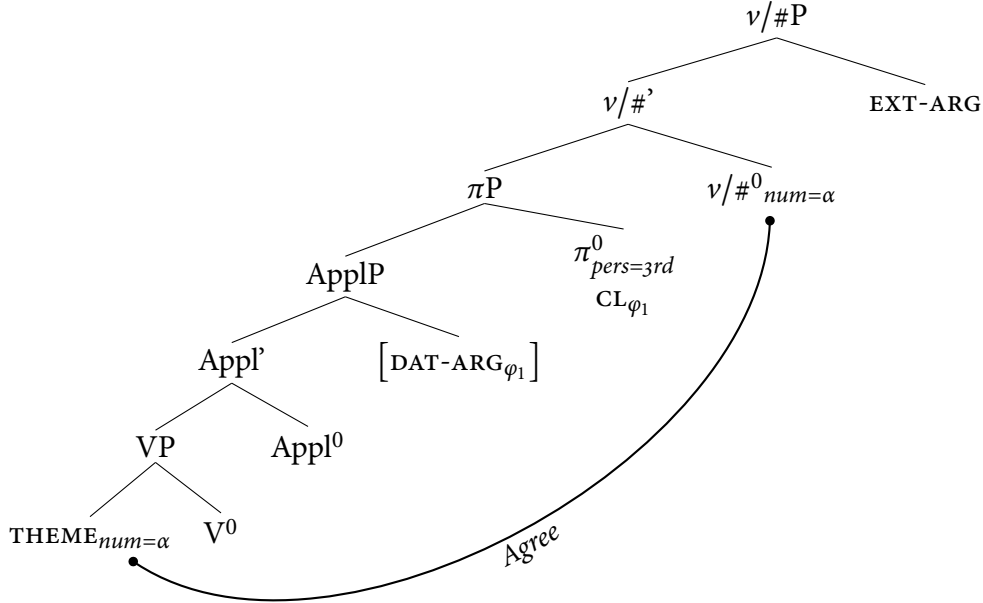 v/#P
v/#’ EXT-ARG
πP v/#⁰num=α
ApplP π⁰pers=3rd
CLφ₁
Appl’ [DAT-ARGφ₁]
VP Appl⁰
THEMEnum=α V⁰
Agree